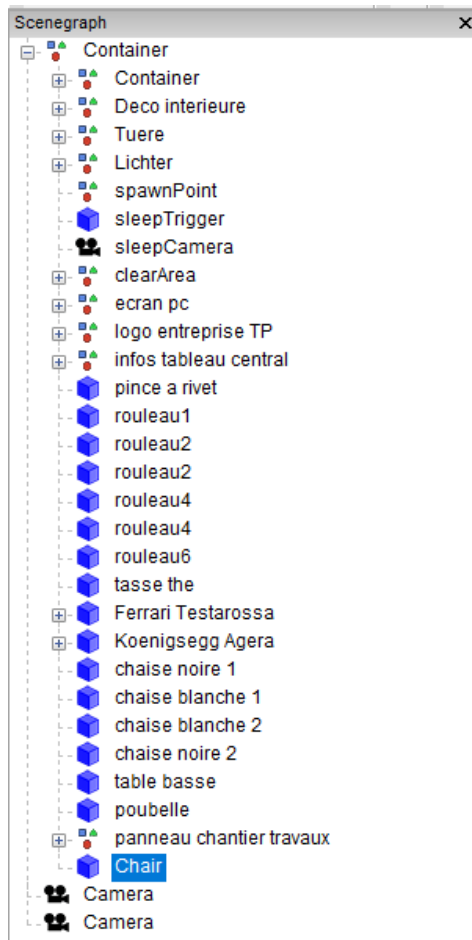 Scenegraph
Container
Container
Deco interieure
Tuere
Lichter
spawnPoint
sleepTrigger
sleepCamera
clearArea
ecran pc
logo entreprise TP
infos tableau central
pince a rivet
rouleau1
rouleau2
rouleau2
rouleau4
rouleau4
rouleau6
tasse the
Ferrari Testarossa
Koenigsegg Agera
chaise noire 1
chaise blanche 1
chaise blanche 2
chaise noire 2
table basse
poubelle
panneau chantier travaux
Chair
Camera
Camera